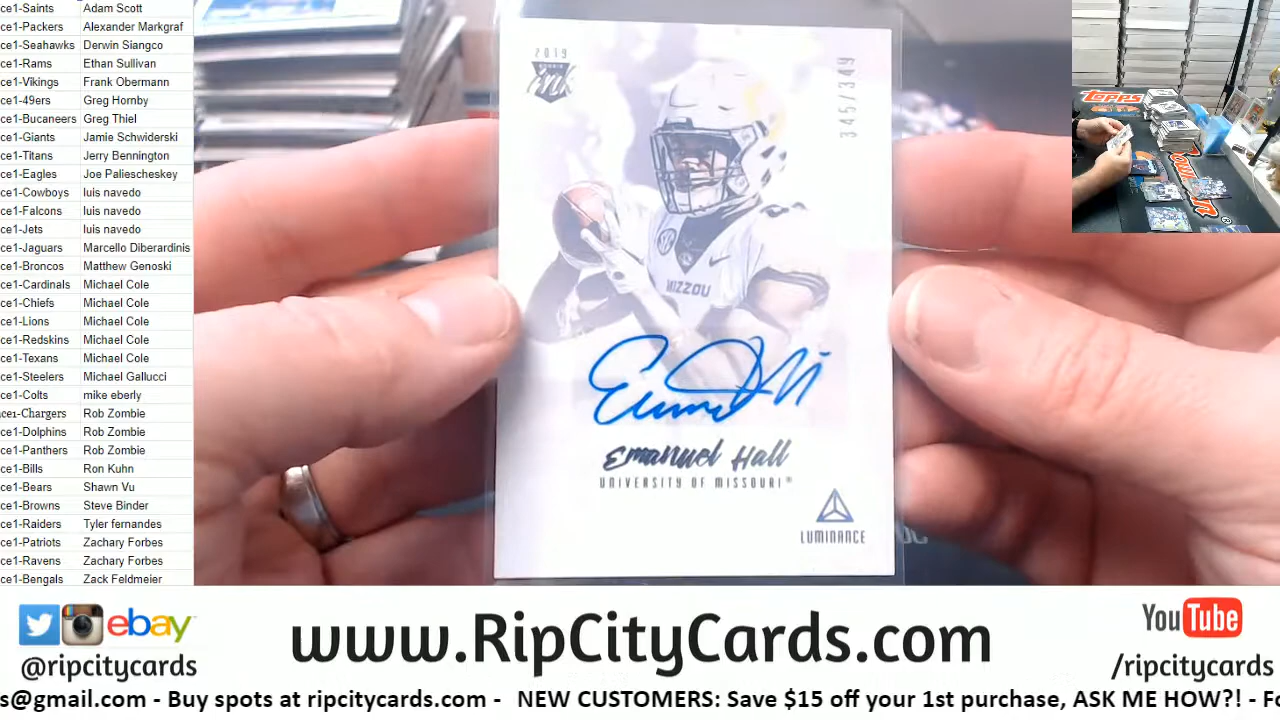 ce1-Saints Adam Scott
ce1-Packers Alexander Markgraf
ce1-Seahawks Derwin Siangco
ce1-Rams Ethan Sullivan
ce1-Vikings Frank Obermann
ce1-49ers Greg Hornby
ce1-Bucaneers Greg Thiel
ce1-Giants Jamie Schwierski
ce1-Titans Jerry Bennington
ce1-Eagles Joe Paliescheskey
ce1-Cowboys luis navedo
ce1-Falcons luis navedo
ce1-Jets luis navedo
ce1-Jaguars Marcello Diberardinis
ce1-Broncos Matthew Genoski
ce1-Cardinals Michael Cole
ce1-Chiefs Michael Cole
ce1-Lions Michael Cole
ce1-Redskins Michael Cole
ce1-Texans Michael Cole
ce1-Steelers Michael Gallucci
ce1-Colts mike eberly
ce1-Chargers Rob Zombie
ce1-Dolphins Rob Zombie
ce1-Panthers Rob Zombie
ce1-Bills Ron Kuhn
ce1-Bears Shawn Vu
ce1-Browns Steve Binder
ce1-Raiders Tyler fernandes
ce1-Patriots Zachary Forbes
ce1-Ravens Zachary Forbes
ce1-Bengals Zack Feldmeier
2019
ink
345/349
SEC
MIZZOU
Emanuel Hall
UNIVERSITY OF MISSOURI®
LUMINANCE
Topps
ebay
@ripcitycards
www.RipCityCards.com
YouTube
/ripcitycards
s@gmail.com - Buy spots at ripcitycards.com - NEW CUSTOMERS: Save $15 off your 1st purchase, ASK ME HOW?! - Fo